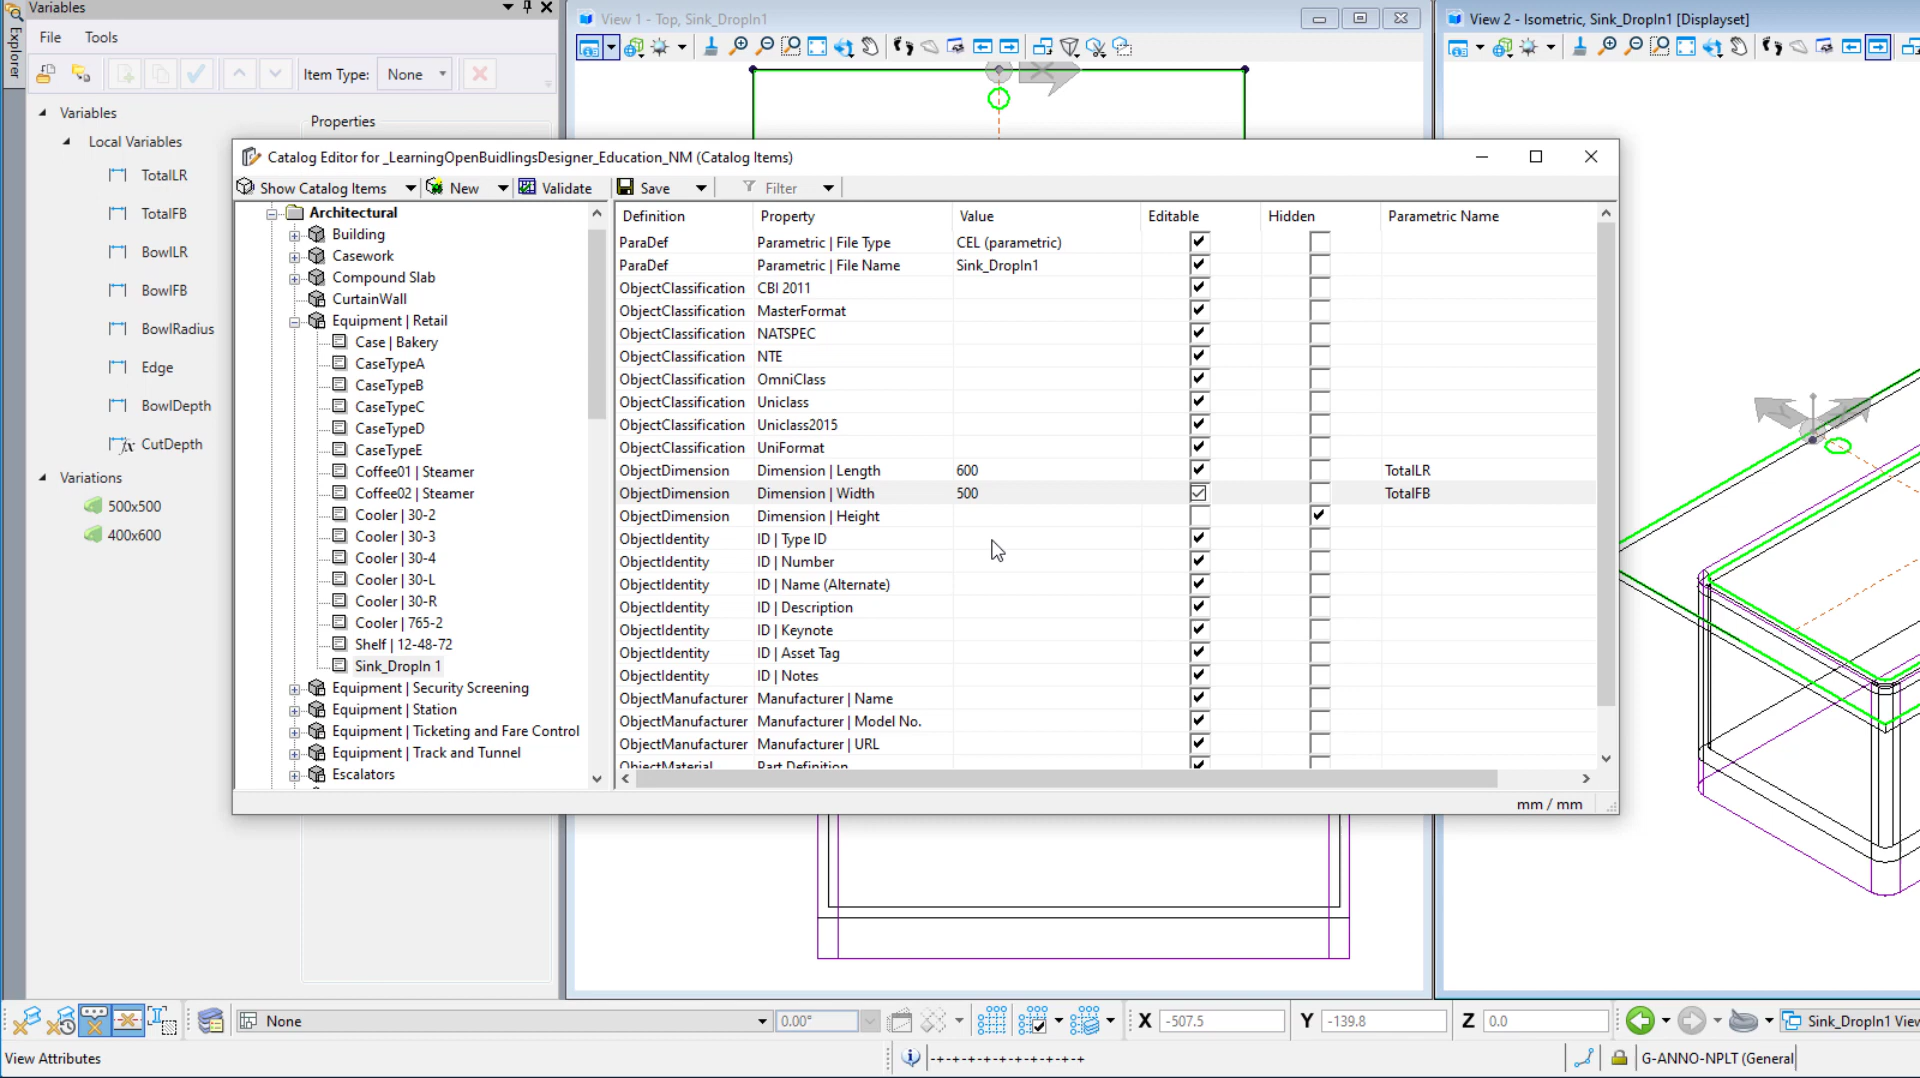 Variables
View 1 - Top, Sink_DropIn1
View 2 - Isometric, Sink_DropIn1 [Displayset]
Explorer
File Tools
Item Type: None
Variables
Properties
Local Variables
TotalLR
TotalFB
BowlLR
BowlFB
BowlRadius
Edge
BowlDepth
CutDepth
Variations
500x500
400x600
Catalog Editor for _LearningOpenBuidlingsDesigner_Education_NM (Catalog Items)
Show Catalog Items New Validate Save Filter
Architectural
Building
Casework
Compound Slab
CurtainWall
Equipment | Retail
Case | Bakery
CaseTypeA
CaseTypeB
CaseTypeC
CaseTypeD
CaseTypeE
Coffee01 | Steamer
Coffee02 | Steamer
Cooler | 30-2
Cooler | 30-3
Cooler | 30-4
Cooler | 30-L
Cooler | 30-R
Cooler | 765-2
Shelf | 12-48-72
Sink_DropIn 1
Equipment | Security Screening
Equipment | Station
Equipment | Ticketing and Fare Control
Equipment | Track and Tunnel
Escalators
Definition Property Value Editable Hidden Parametric Name
ParaDef Parametric | File Type CEL (parametric)
ParaDef Parametric | File Name Sink_DropIn1
ObjectClassification CBI 2011
ObjectClassification MasterFormat
ObjectClassification NATSPEC
ObjectClassification NTE
ObjectClassification OmniClass
ObjectClassification Uniclass
ObjectClassification Uniclass2015
ObjectClassification UniFormat
ObjectDimension Dimension | Length 600 TotalLR
ObjectDimension Dimension | Width 500 TotalFB
ObjectDimension Dimension | Height
ObjectIdentity ID | Type ID
ObjectIdentity ID | Number
ObjectIdentity ID | Name (Alternate)
ObjectIdentity ID | Description
ObjectIdentity ID | Keynote
ObjectIdentity ID | Asset Tag
ObjectIdentity ID | Notes
ObjectManufacturer Manufacturer | Name
ObjectManufacturer Manufacturer | Model No.
ObjectManufacturer Manufacturer | URL
ObjectMaterial Part Definition
mm / mm
None 0.00° X -507.5 Y -139.8 Z 0.0 Sink_DropIn1 View
View Attributes
G-ANNO-NPLT (General